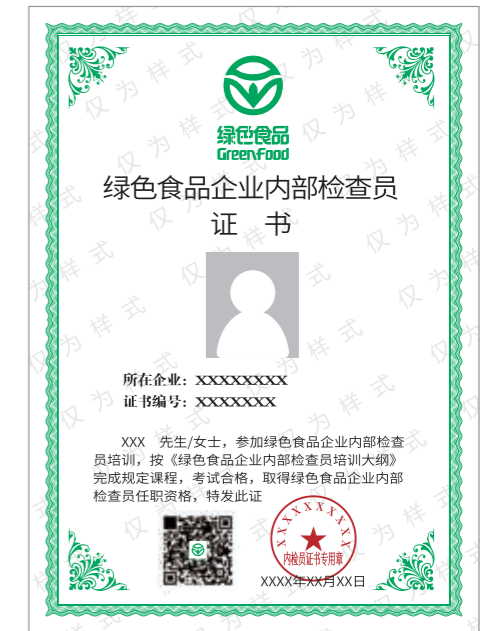 绿色食品
Greenfood
绿色食品企业内部检查员
证 书
所在企业：XXXXXXXX
证书编号：XXXXXXX
XXX 先生/女士，参加绿色食品企业内部检查
员培训，按《绿色食品企业内部检查员培训大纲》
完成规定课程，考试合格，取得绿色食品企业内部
检查员任职资格，特发此证
XXXXXXXXXX
内检员证书专用章
XXXX年XX月XX日
仅为样式